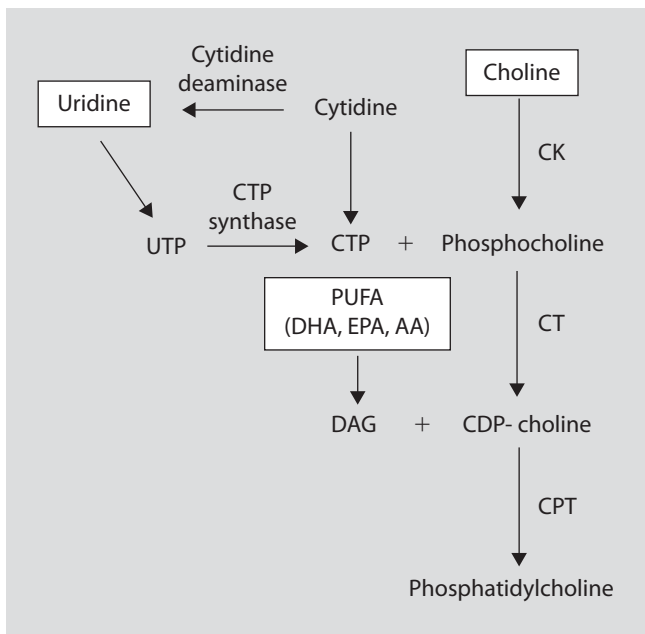 Cytidine
deaminase
Choline
Uridine
Cytidine
CK
CTP
synthase
UTP
CTP + Phosphocholine
PUFA
(DHA, EPA, AA)
CT
DAG + CDP- choline
CPT
Phosphatidylcholine